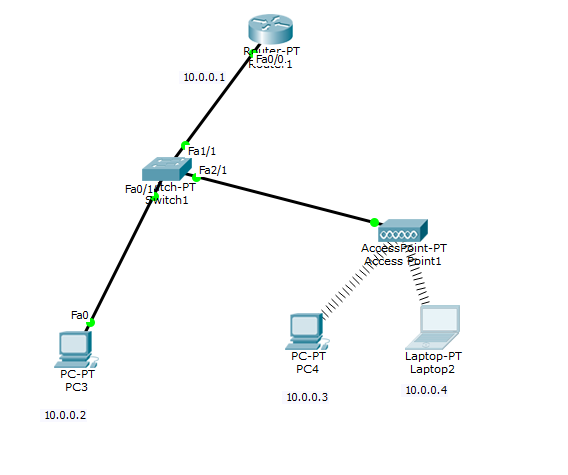 Router-PT
Router1
Fa0/0
10.0.0.1
Fa1/1
Fa2/1
Fa0/1
Switch1
AccessPoint-PT
Access Point1
Fa0
PC-PT
PC3
10.0.0.2
PC-PT
PC4
10.0.0.3
Laptop-PT
Laptop2
10.0.0.4